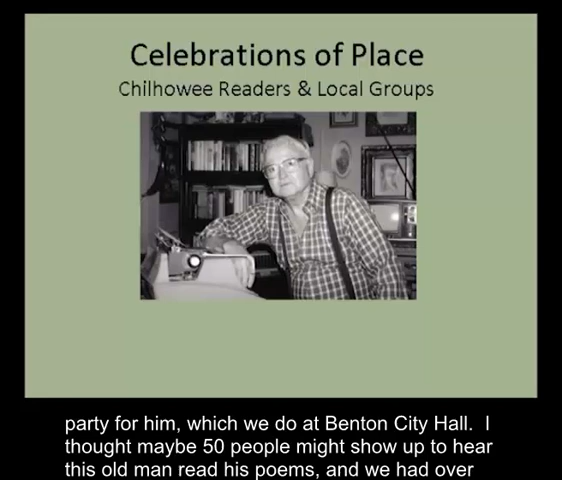 Celebrations of Place
Chilhowee Readers & Local Groups
party for him, which we do at Benton City Hall.  I
thought maybe 50 people might show up to hear
this old man read his poems, and we had over